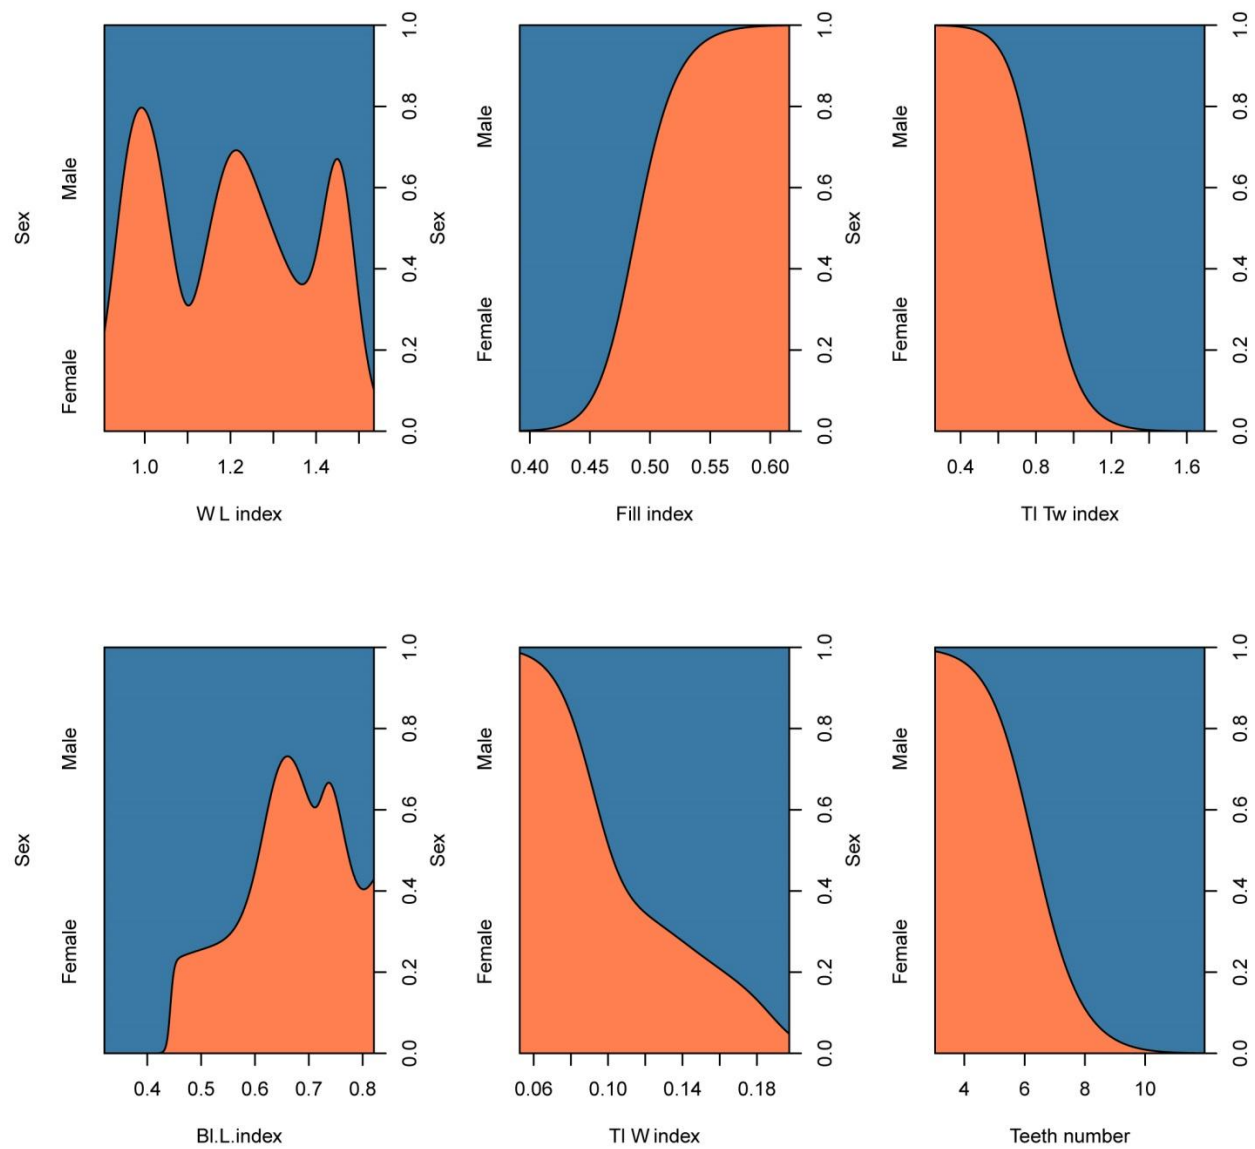 Sex
Female Male
0.0 0.2 0.4 0.6 0.8 1.0
1.0 1.2 1.4
W L index
Sex
Female Male
0.0 0.2 0.4 0.6 0.8 1.0
0.40 0.45 0.50 0.55 0.60
Fill index
Sex
Female Male
0.0 0.2 0.4 0.6 0.8 1.0
0.4 0.8 1.2 1.6
Tl Tw index
Sex
Female Male
0.0 0.2 0.4 0.6 0.8 1.0
0.4 0.5 0.6 0.7 0.8
Bl.L.index
Sex
Female Male
0.0 0.2 0.4 0.6 0.8 1.0
0.06 0.10 0.14 0.18
Tl W index
Sex
Female Male
0.0 0.2 0.4 0.6 0.8 1.0
4 6 8 10
Teeth number